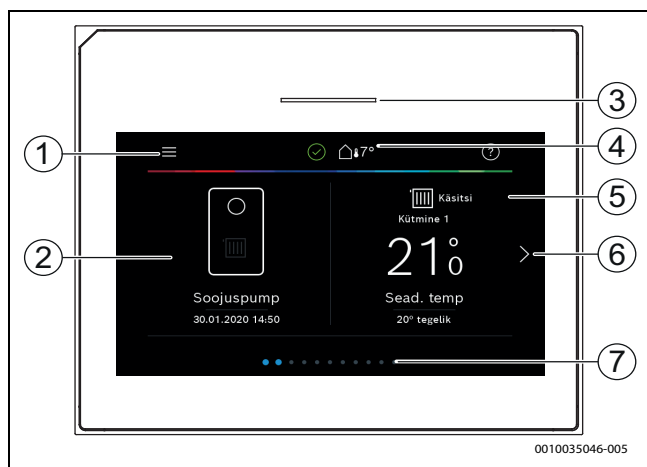 3
1
7°
?
4
Käsitsi
5
Kütmine 1
2
21°0
6
Soojuspump
Sead. temp
30.01.2020 14:50
20° tegelik
7
0010035046-005